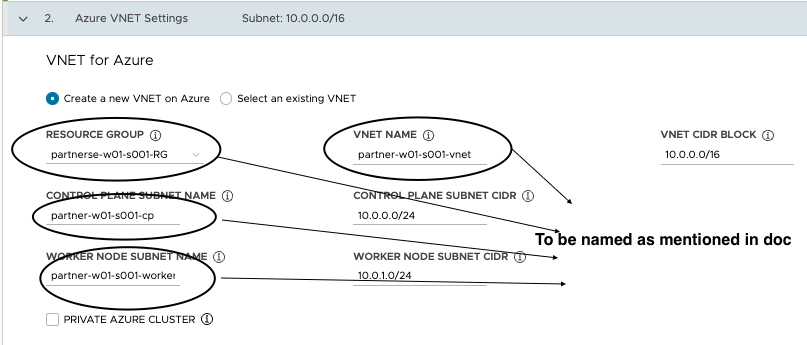 2. Azure VNET Settings Subnet: 10.0.0.0/16
VNET for Azure
Create a new VNET on Azure Select an existing VNET
RESOURCE GROUP VNET NAME VNET CIDR BLOCK
partnerse-w01-s001-RG partner-w01-s001-vnet 10.0.0.0/16
CONTROL PLANE SUBNET NAME CONTROL PLANE SUBNET CIDR
partner-w01-s001-cp 10.0.0.0/24
To be named as mentioned in doc
WORKER NODE SUBNET NAME WORKER NODE SUBNET CIDR
partner-w01-s001-worker 10.0.1.0/24
PRIVATE AZURE CLUSTER